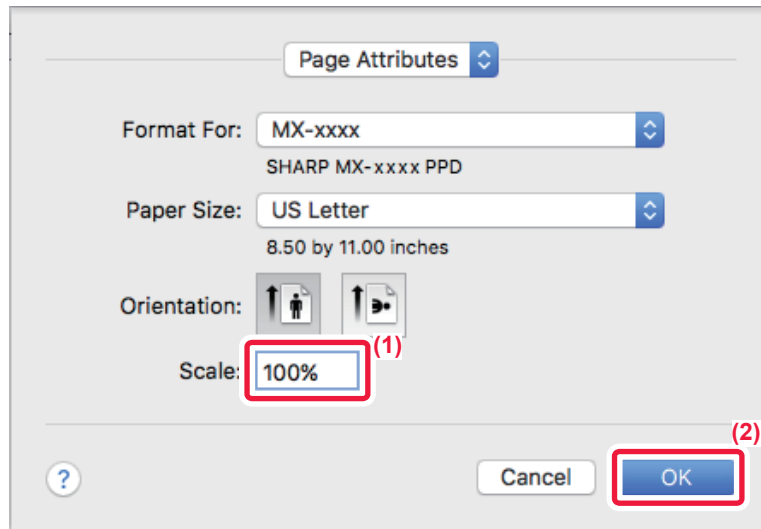 Page Attributes
Format For: MX-xxxx
SHARP MX-xxxx PPD
Paper Size: US Letter
8.50 by 11.00 inches
Orientation:
(1)
Scale: 100%
(2)
? Cancel OK